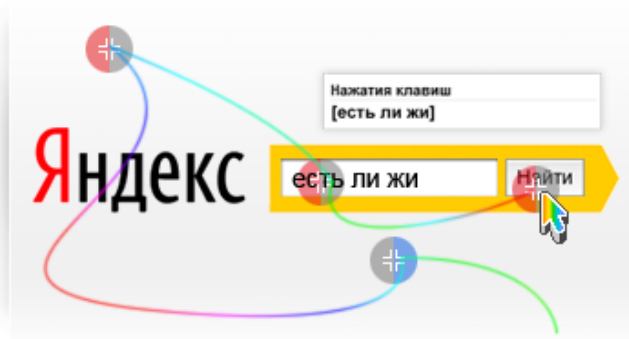 Нажатия клавиш
[есть ли жи]
Яндекс
есть ли жи
Найти